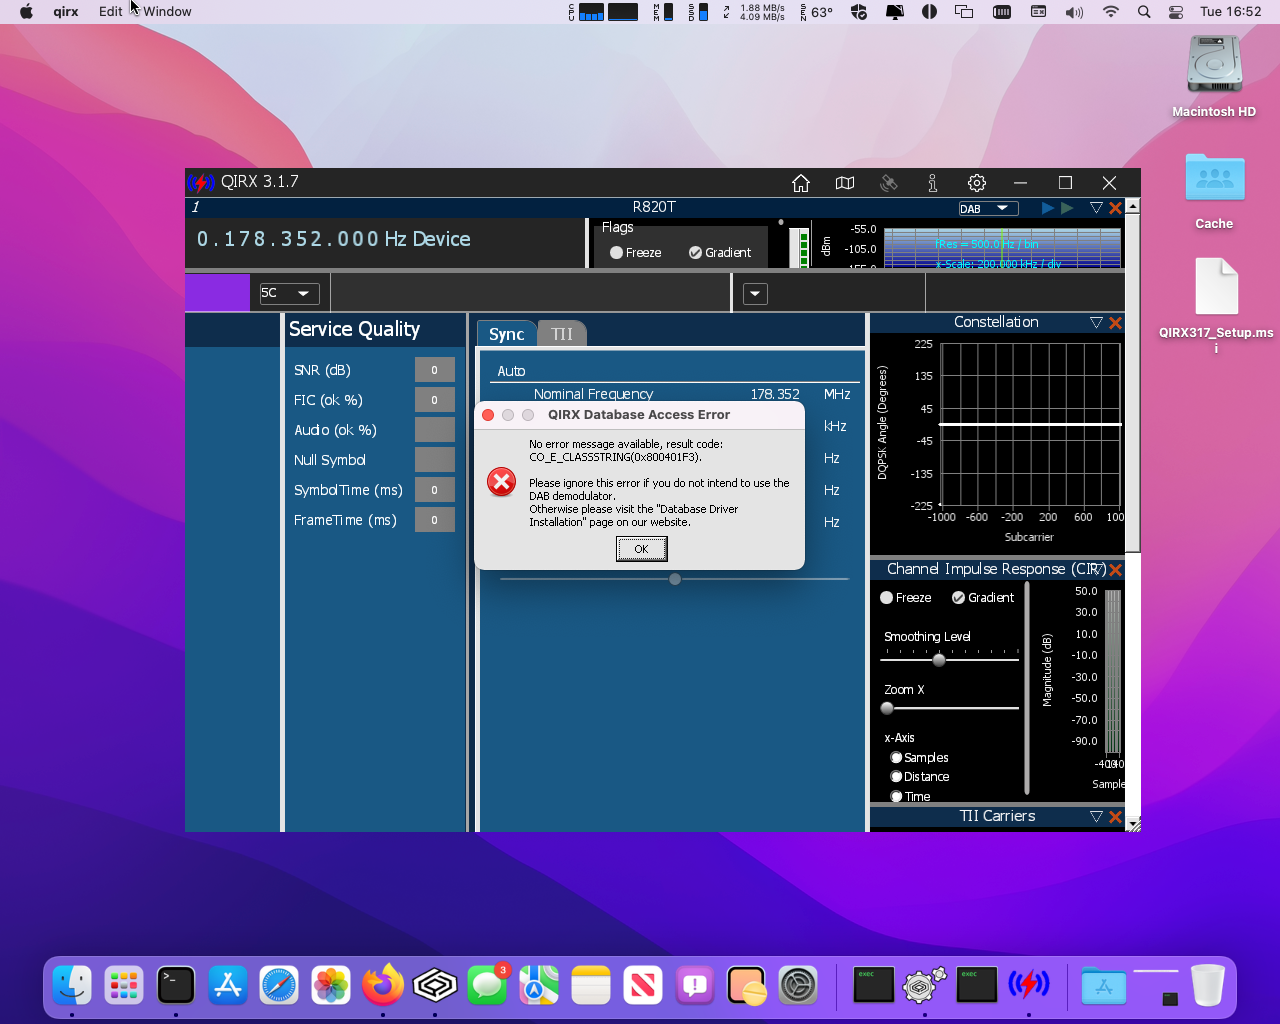 qirx Edit Window
CPU MEM SSD 1.88 MB/s 4.09 MB/s SEN 63° Tue 16:52
Macintosh HD
Cache
QIRX317_Setup.ms
i
QIRX 3.1.7
1 R820T DAB
0.178.352.000 Hz Device
Flags
Freeze Gradient
dBm
-55.0
-105.0
-155.0
fRes = 500.0 Hz / bin
x-Scale: 200.000 kHz / div
5C
Service Quality
SNR (dB) 0
FIC (ok %) 0
Audio (ok %)
Null Symbol
SymbolTime (ms) 0
FrameTime (ms) 0
Sync TII
Auto
Nominal Frequency 178.352 MHz
kHz
Hz
Hz
Hz
QIRX Database Access Error
No error message available, result code:
CO_E_CLASSSTRING(0x800401F3).
Please ignore this error if you do not intend to use the
DAB demodulator.
Otherwise please visit the "Database Driver
Installation" page on our website.
OK
Constellation
DQPSK Angle (Degrees)
225
135
45
-45
-135
-225
-1000 -600 -200 200 600 100
Subcarrier
Channel Impulse Response (CIR)
Freeze Gradient
Smoothing Level
Zoom X
x-Axis
Samples
Distance
Time
Magnitude (dB)
50.0
30.0
10.0
-10.0
-30.0
-50.0
-70.0
-90.0
Sample
TII Carriers
3
exec
exec